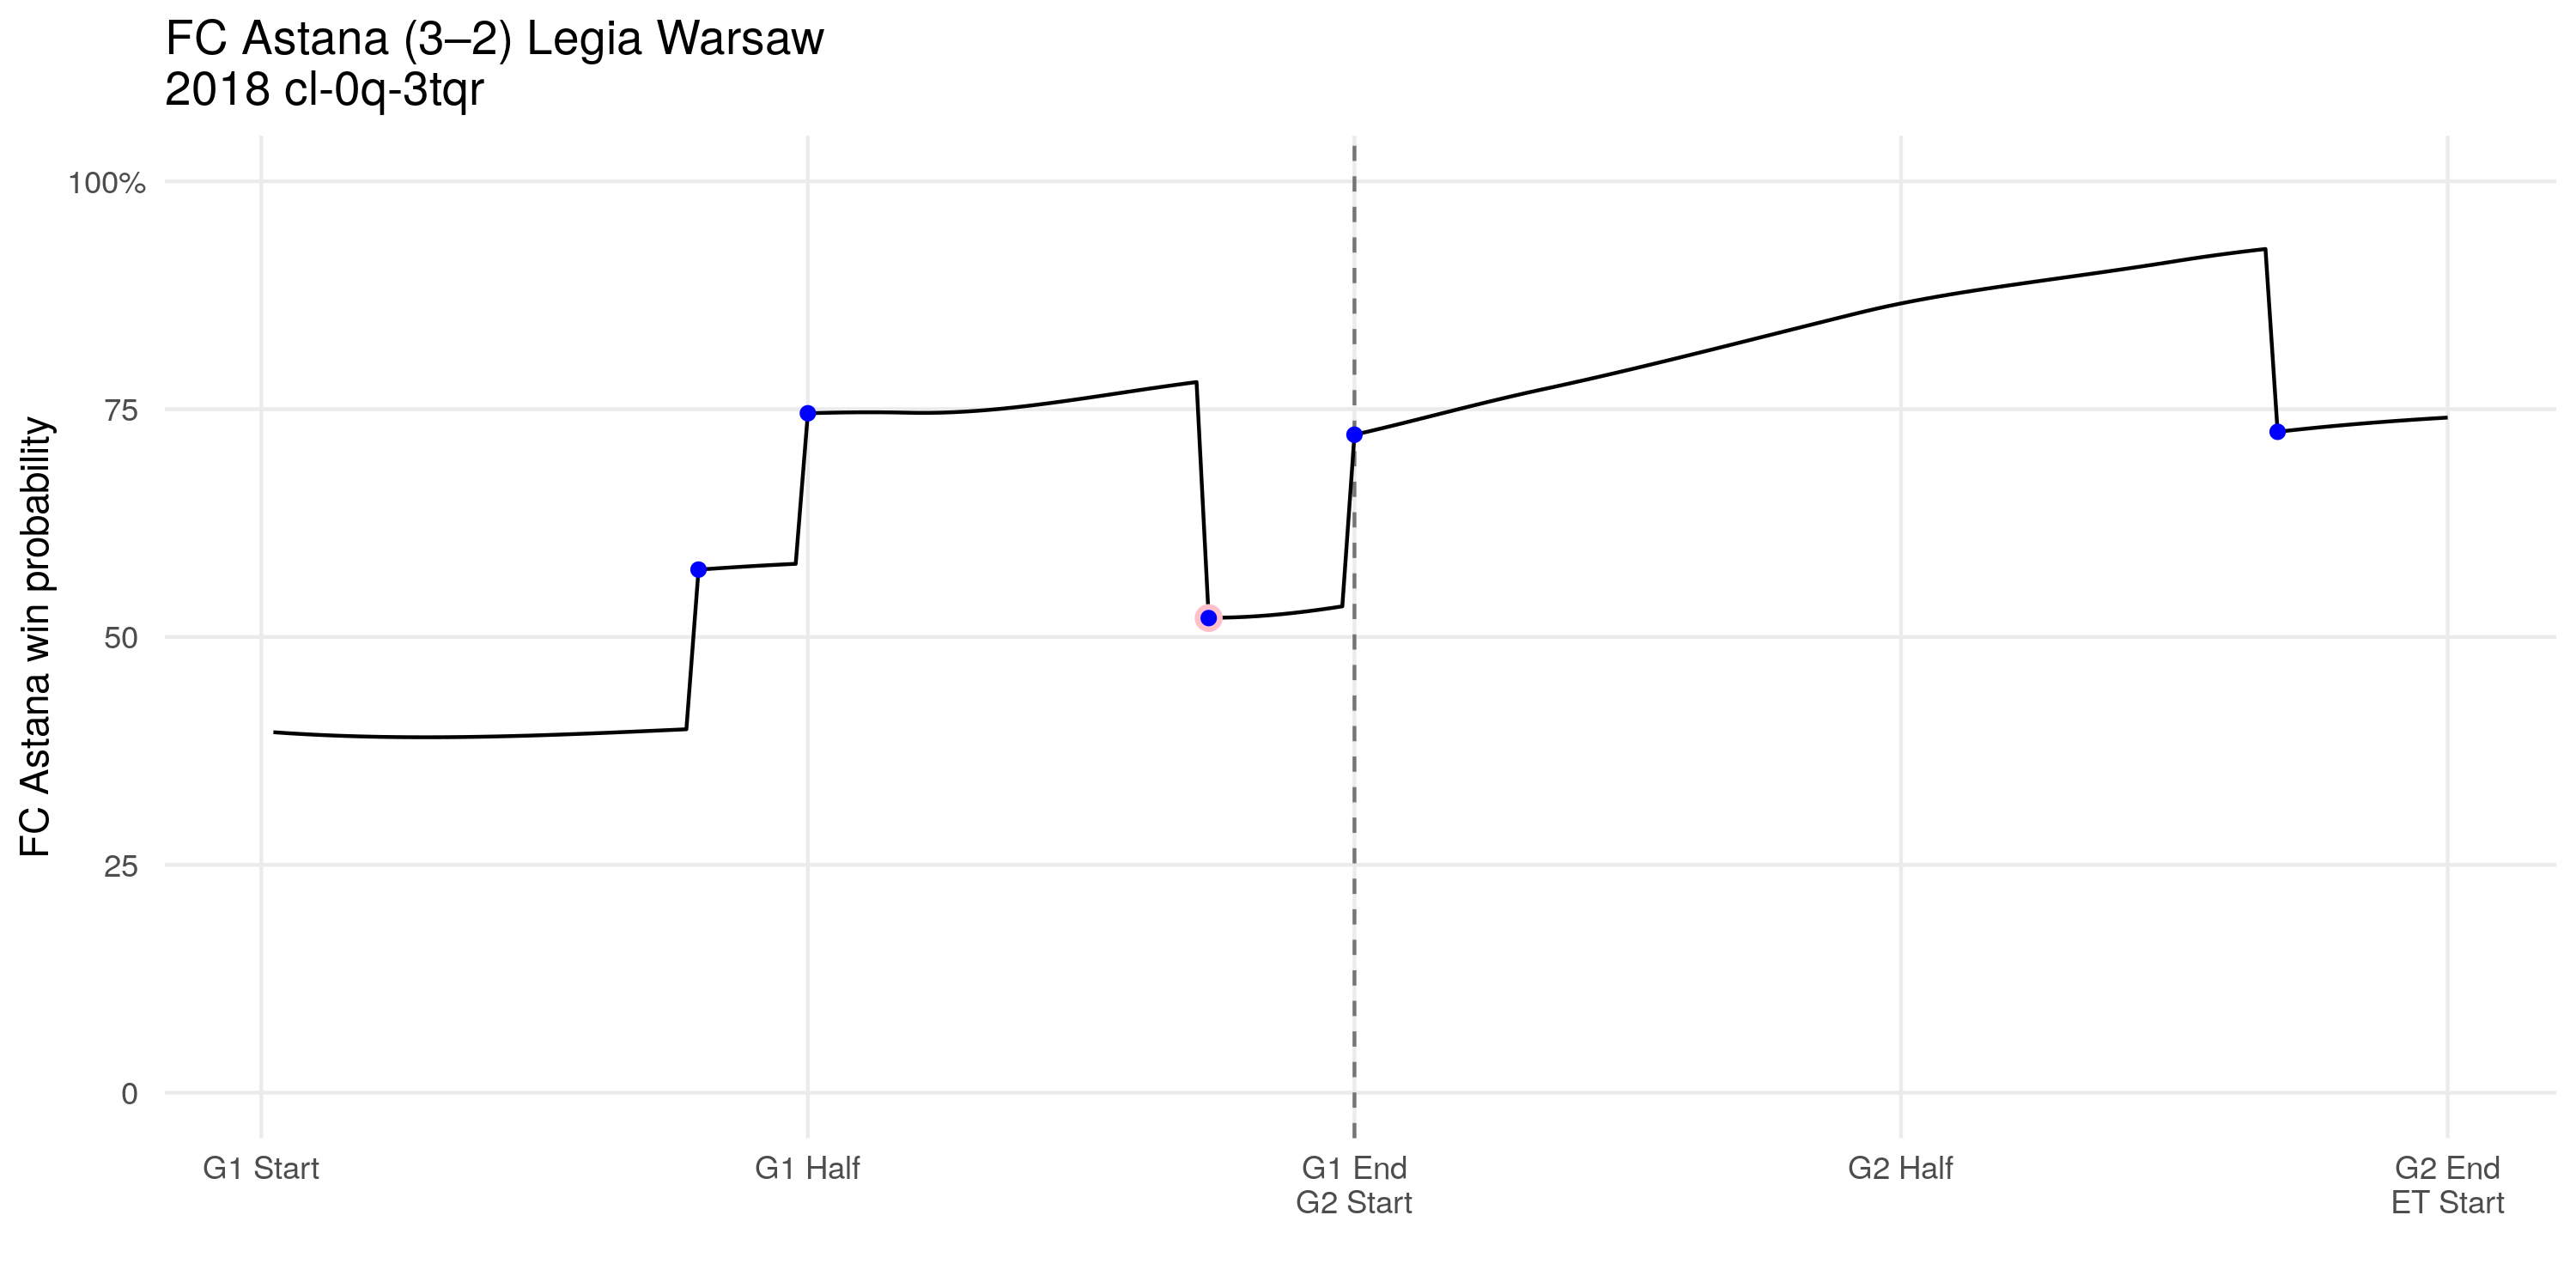 FC Astana (3–2) Legia Warsaw
2018 cl-0q-3tqr
FC Astana win probability
100%
75
50
25
0
G1 Start
G1 Half
G1 End
G2 Start
G2 Half
G2 End
ET Start